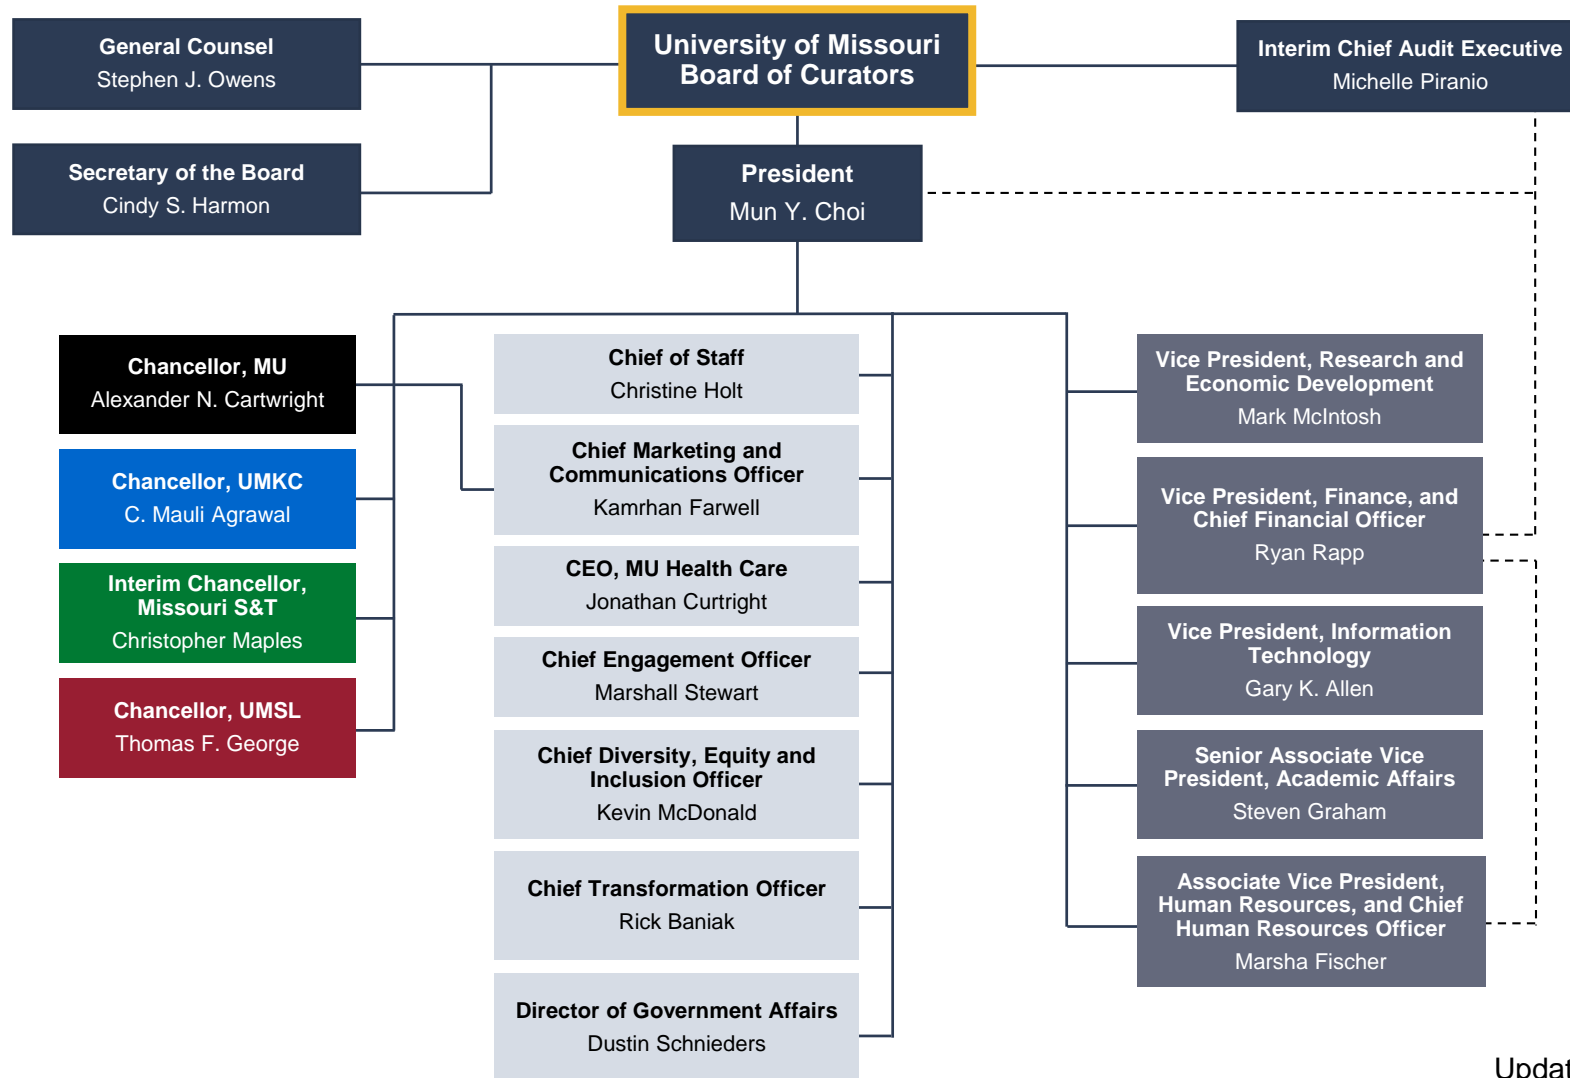 General Counsel
Stephen J. Owens
University of Missouri
Board of Curators
Interim Chief Audit Executive
Michelle Piranio
Secretary of the Board
Cindy S. Harmon
President
Mun Y. Choi
Chancellor, MU
Alexander N. Cartwright
Chancellor, UMKC
C. Mauli Agrawal
Interim Chancellor,
Missouri S&T
Christopher Maples
Chancellor, UMSL
Thomas F. George
Chief of Staff
Christine Holt
Chief Marketing and
Communications Officer
Kamrhan Farwell
CEO, MU Health Care
Jonathan Curtright
Chief Engagement Officer
Marshall Stewart
Chief Diversity, Equity and
Inclusion Officer
Kevin McDonald
Chief Transformation Officer
Rick Baniak
Director of Government Affairs
Dustin Schnieders
Vice President, Research and
Economic Development
Mark McIntosh
Vice President, Finance, and
Chief Financial Officer
Ryan Rapp
Vice President, Information
Technology
Gary K. Allen
Senior Associate Vice
President, Academic Affairs
Steven Graham
Associate Vice President,
Human Resources, and Chief
Human Resources Officer
Marsha Fischer
Updat